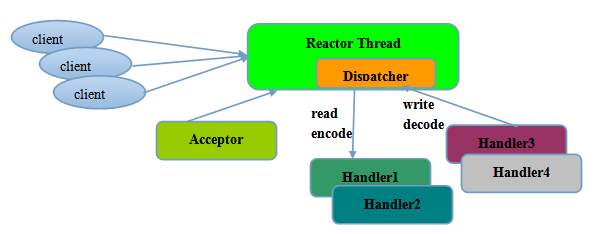 client
client
client
Reactor Thread
Dispatcher
Acceptor
read
encode
write
decode
Handler1
Handler2
Handler3
Handler4